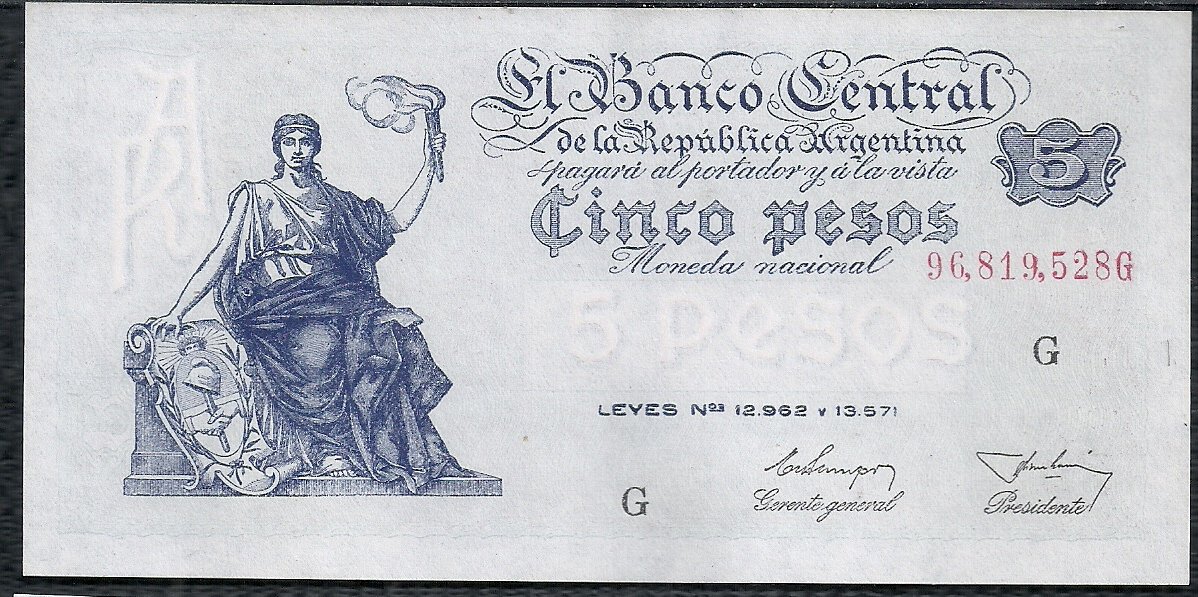 El Banco Central
de la República Argentina
pagará al portador y á la vista
5
Cinco pesos
Moneda nacional
96,819,528G
5 Pesos
G
LEYES Nos 12.962 y 13.571
Gerente general
Presidente
G